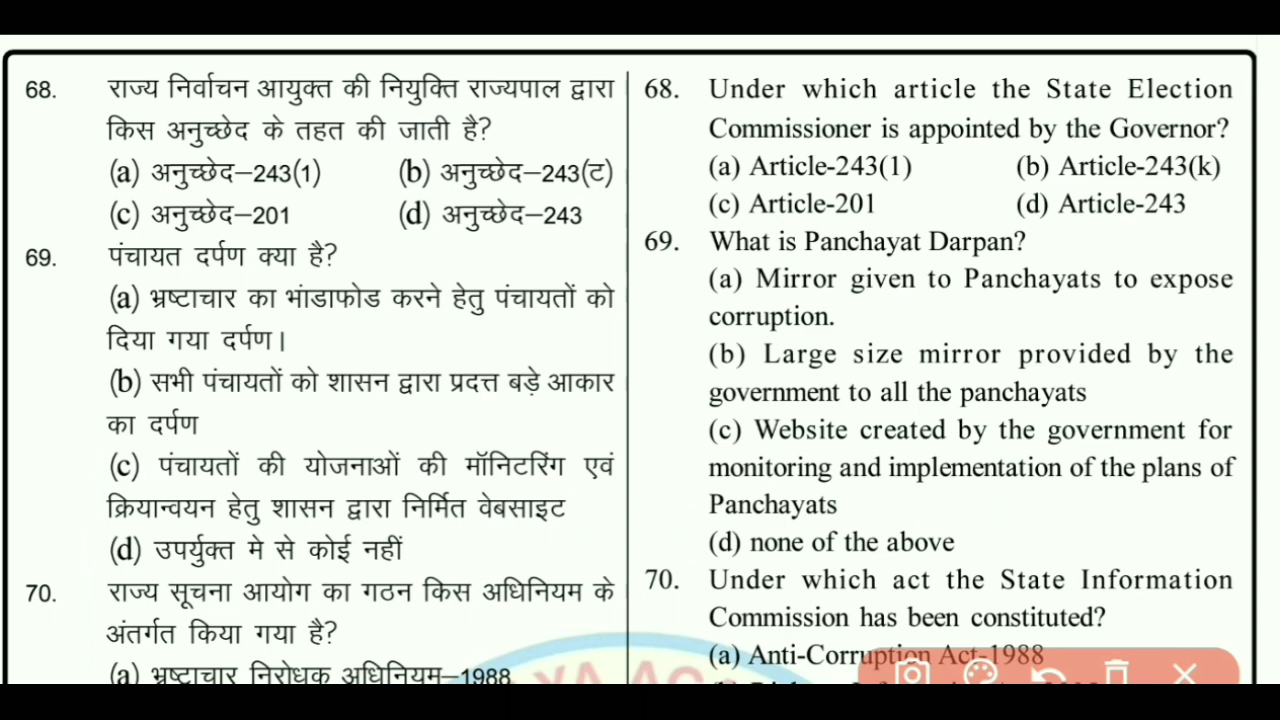 68. राज्य निर्वाचन आयुक्त की नियुक्ति राज्यपाल द्वारा
किस अनुच्छेद के तहत की जाती है?
(a) अनुच्छेद–243(1) (b) अनुच्छेद–243(ट)
(c) अनुच्छेद–201 (d) अनुच्छेद–243
69. पंचायत दर्पण क्या है?
(a) भ्रष्टाचार का भांडाफोड करने हेतु पंचायतों को
दिया गया दर्पण।
(b) सभी पंचायतों को शासन द्वारा प्रदत्त बड़े आकार
का दर्पण
(c) पंचायतों की योजनाओं की मॉनिटरिंग एवं
क्रियान्वयन हेतु शासन द्वारा निर्मित वेबसाइट
(d) उपर्युक्त मे से कोई नहीं
70. राज्य सूचना आयोग का गठन किस अधिनियम के
अंतर्गत किया गया है?
(a) भ्रष्टाचार निरोधक अधिनियम–1988
68. Under which article the State Election
Commissioner is appointed by the Governor?
(a) Article-243(1) (b) Article-243(k)
(c) Article-201 (d) Article-243
69. What is Panchayat Darpan?
(a) Mirror given to Panchayats to expose
corruption.
(b) Large size mirror provided by the
government to all the panchayats
(c) Website created by the government for
monitoring and implementation of the plans of
Panchayats
(d) none of the above
70. Under which act the State Information
Commission has been constituted?
(a) Anti-Corruption Act-1988